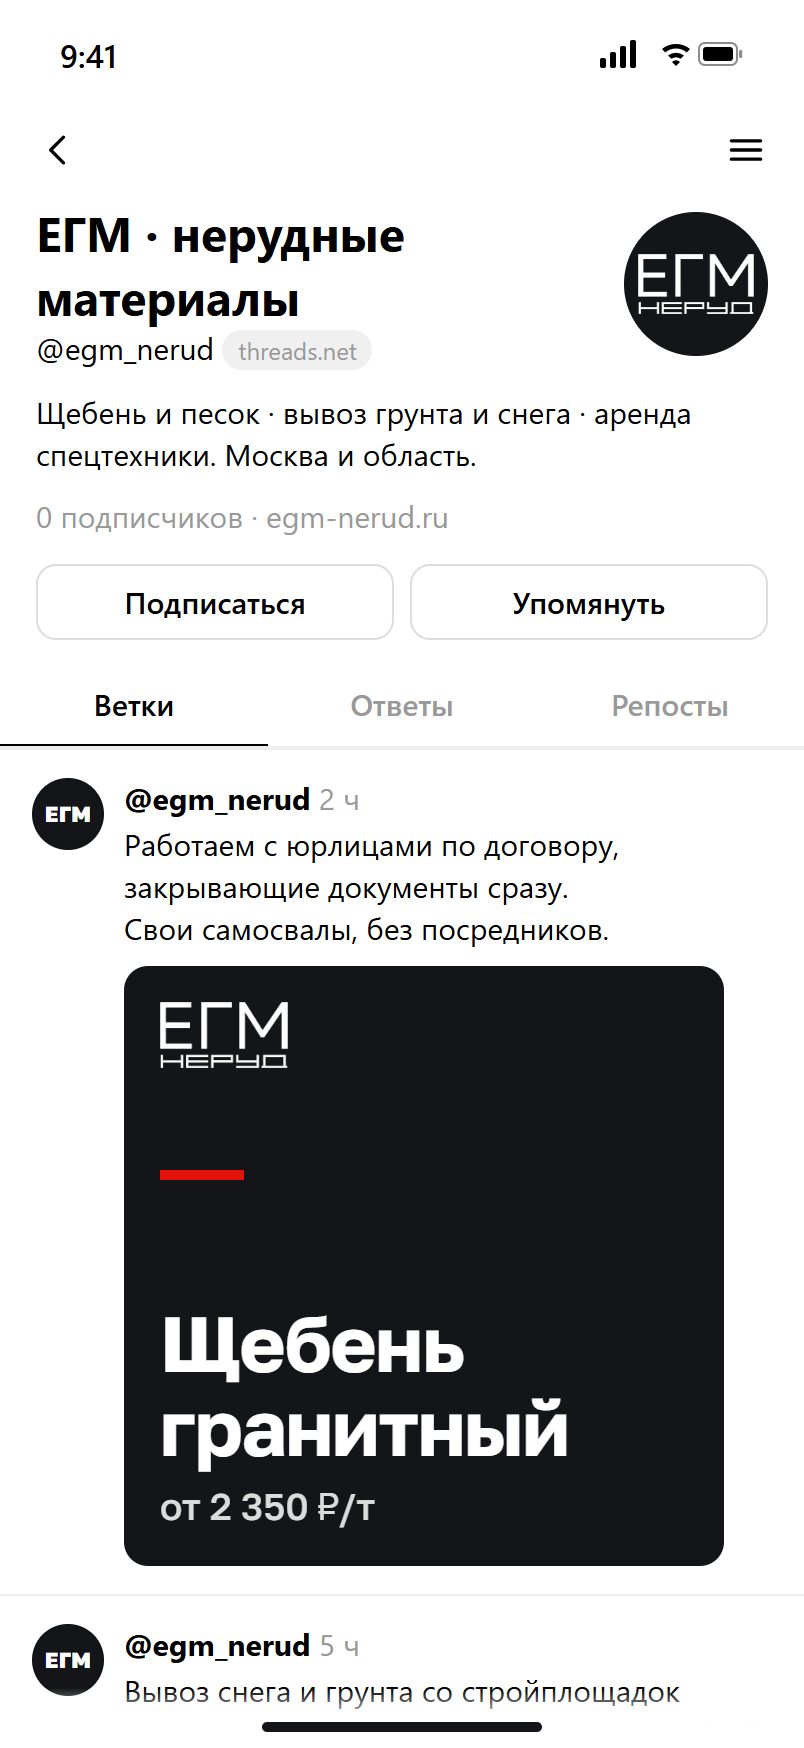 9:41
ЕГМ · нерудные
материалы
ЕГМ
НЕРУД
@egm_nerud threads.net
Щебень и песок · вывоз грунта и снега · аренда
спецтехники. Москва и область.
0 подписчиков · egm-nerud.ru
Подписаться Упомянуть
Ветки Ответы Репосты
ЕГМ
@egm_nerud 2 ч
Работаем с юрлицами по договору,
закрывающие документы сразу.
Свои самосвалы, без посредников.
ЕГМ
НЕРУД
Щебень
гранитный
от 2 350 ₽/т
ЕГМ
@egm_nerud 5 ч
Вывоз снега и грунта со стройплощадок